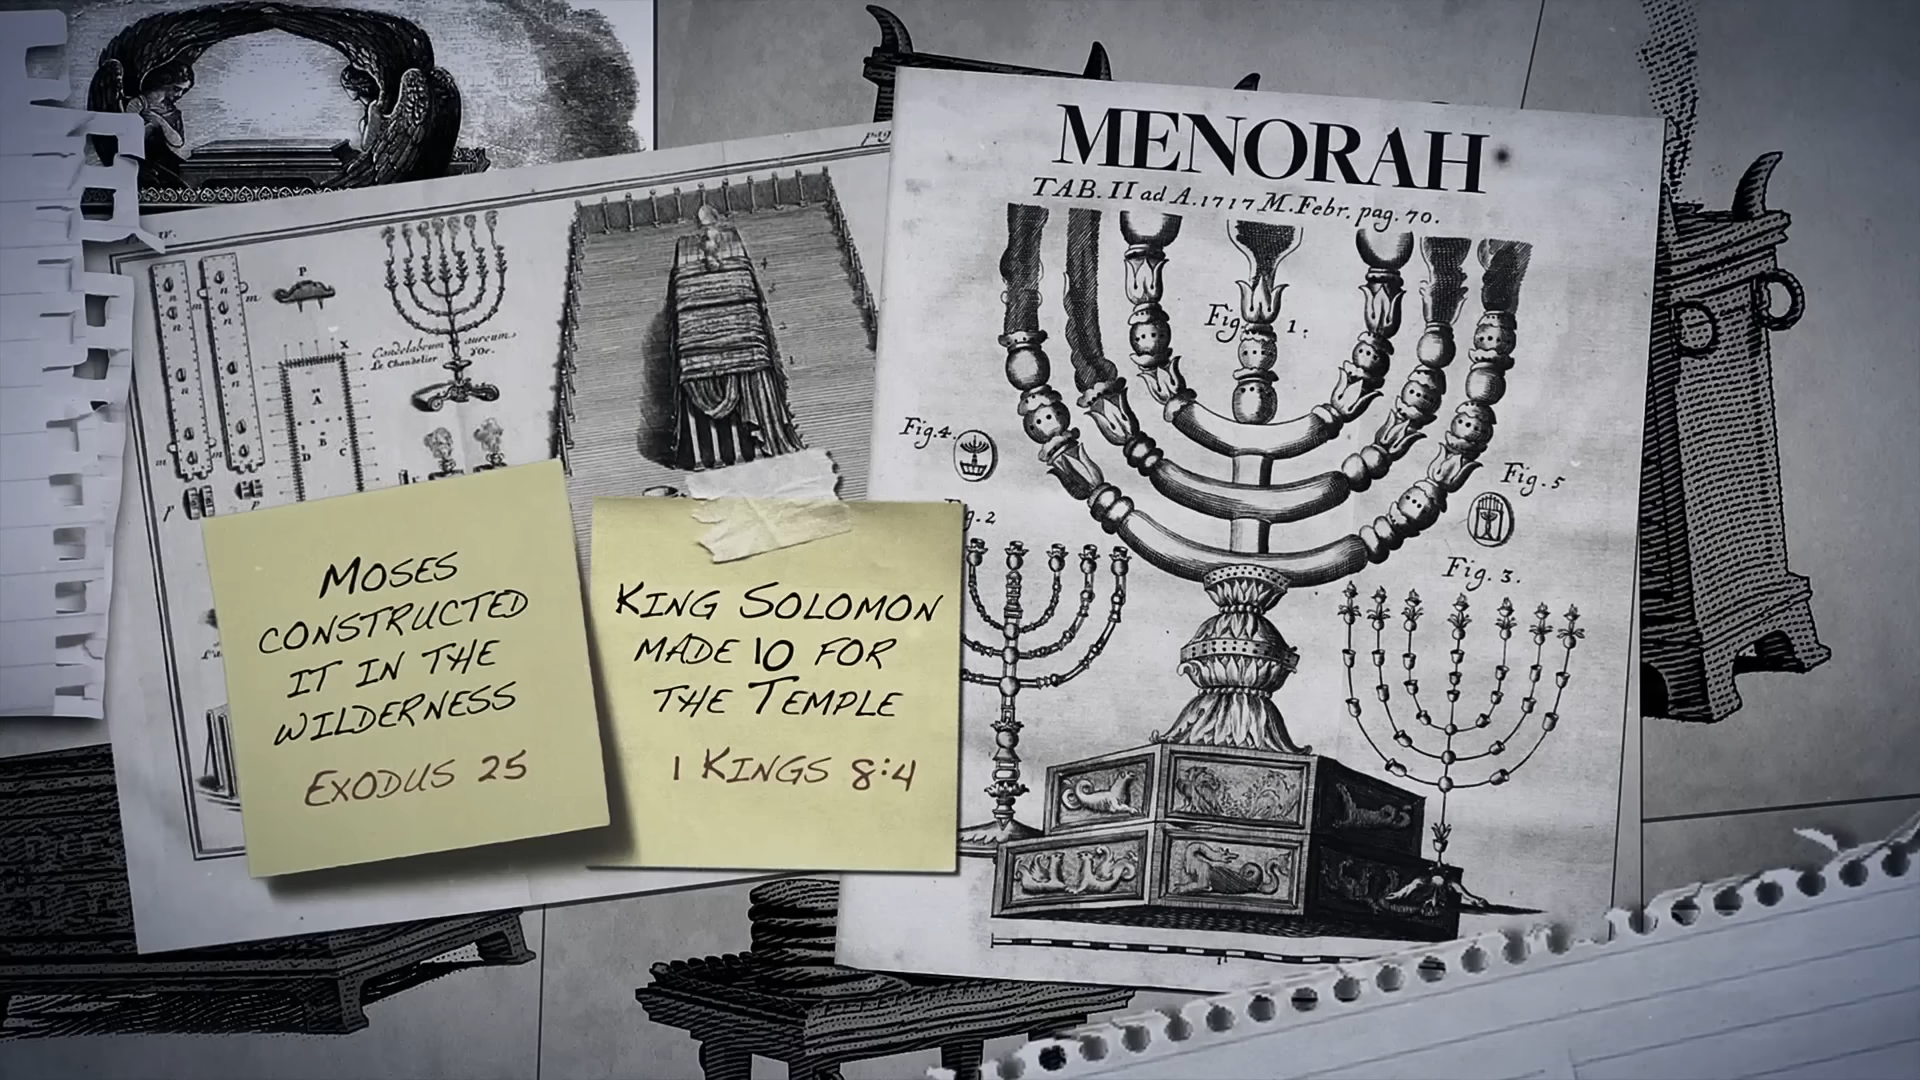 MENORAH
TAB. II ad A. 1717 M. Febr. pag. 70.
Fig. 1:
Fig. 4.
Fig. 5
Fig. 3.
g. 2
pag
P
m
n
m
n
n
n
n
m
m
X
A
B
D
C
Candelabrum aureum
Le Chandelier d'Or.
MOSES
CONSTRUCTED
IT IN THE
WILDERNESS
EXODUS 25
KING SOLOMON
MADE 10 FOR
THE TEMPLE
1 KINGS 8:4